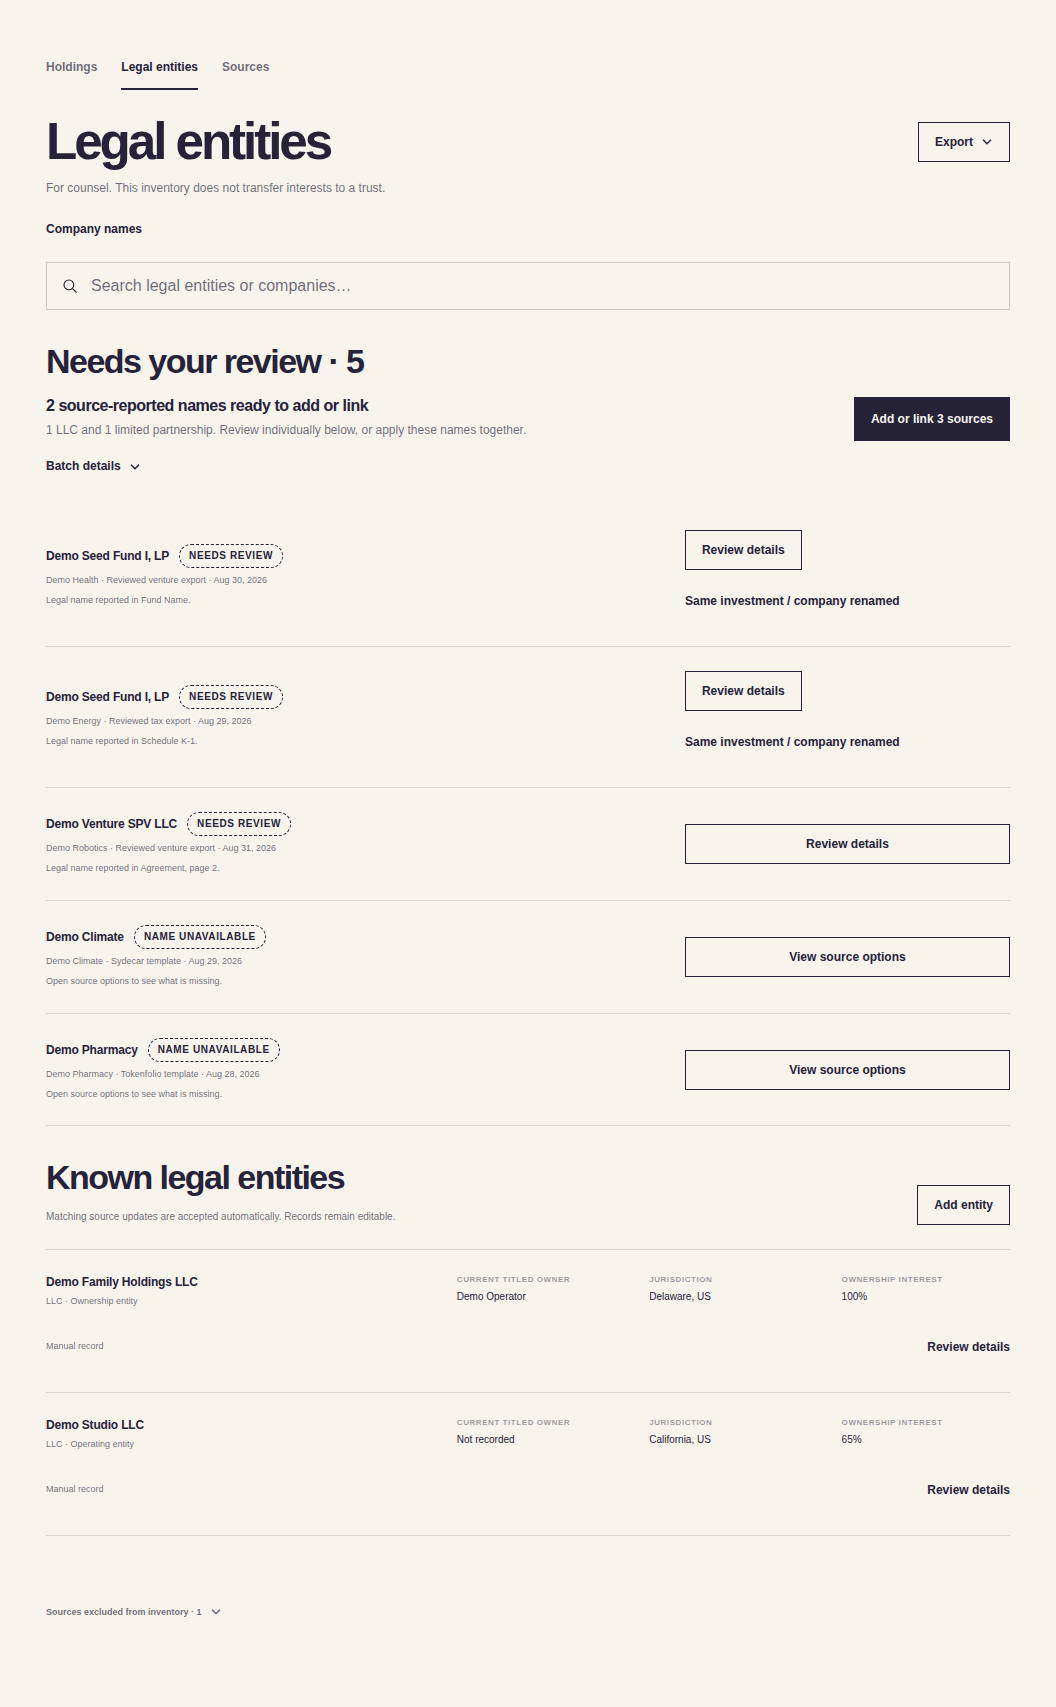 Holdings Legal entities Sources
Legal entities
Export
For counsel. This inventory does not transfer interests to a trust.
Company names
Search legal entities or companies…
Needs your review · 5
2 source-reported names ready to add or link
1 LLC and 1 limited partnership. Review individually below, or apply these names together.
Add or link 3 sources
Batch details
Demo Seed Fund I, LP NEEDS REVIEW
Demo Health · Reviewed venture export · Aug 30, 2026
Legal name reported in Fund Name.
Review details
Same investment / company renamed
Demo Seed Fund I, LP NEEDS REVIEW
Demo Energy · Reviewed tax export · Aug 29, 2026
Legal name reported in Schedule K-1.
Review details
Same investment / company renamed
Demo Venture SPV LLC NEEDS REVIEW
Demo Robotics · Reviewed venture export · Aug 31, 2026
Legal name reported in Agreement, page 2.
Review details
Demo Climate NAME UNAVAILABLE
Demo Climate · Sydecar template · Aug 29, 2026
Open source options to see what is missing.
View source options
Demo Pharmacy NAME UNAVAILABLE
Demo Pharmacy · Tokenfolio template · Aug 28, 2026
Open source options to see what is missing.
View source options
Known legal entities
Matching source updates are accepted automatically. Records remain editable.
Add entity
Demo Family Holdings LLC
LLC · Ownership entity
CURRENT TITLED OWNER
Demo Operator
JURISDICTION
Delaware, US
OWNERSHIP INTEREST
100%
Manual record
Review details
Demo Studio LLC
LLC · Operating entity
CURRENT TITLED OWNER
Not recorded
JURISDICTION
California, US
OWNERSHIP INTEREST
65%
Manual record
Review details
Sources excluded from inventory · 1